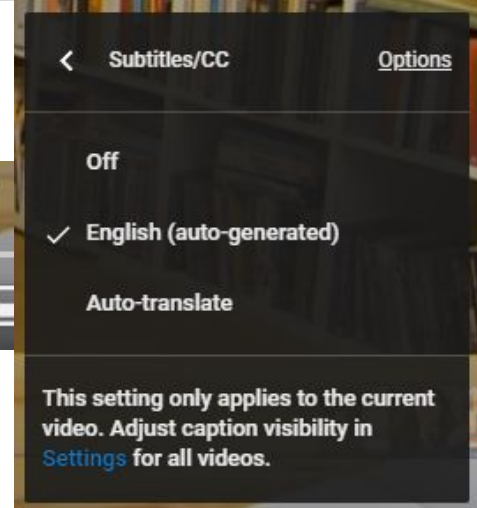 Subtitles/CC Options
Off
English (auto-generated)
Auto-translate
This setting only applies to the current
video. Adjust caption visibility in
Settings for all videos.